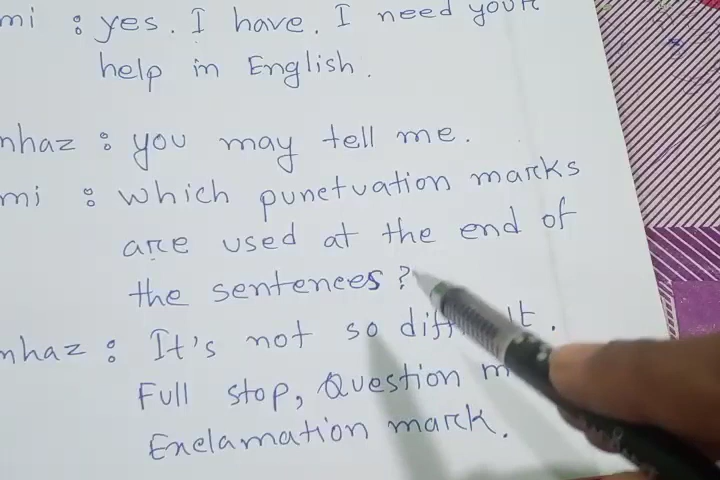 mi : yes. I have. I need your
help in English.
nhaz : you may tell me.
mi : which punctuation marks
are used at the end of
the sentences?
nhaz : It's not so difficult.
Full stop, Question m
Exclamation mark.